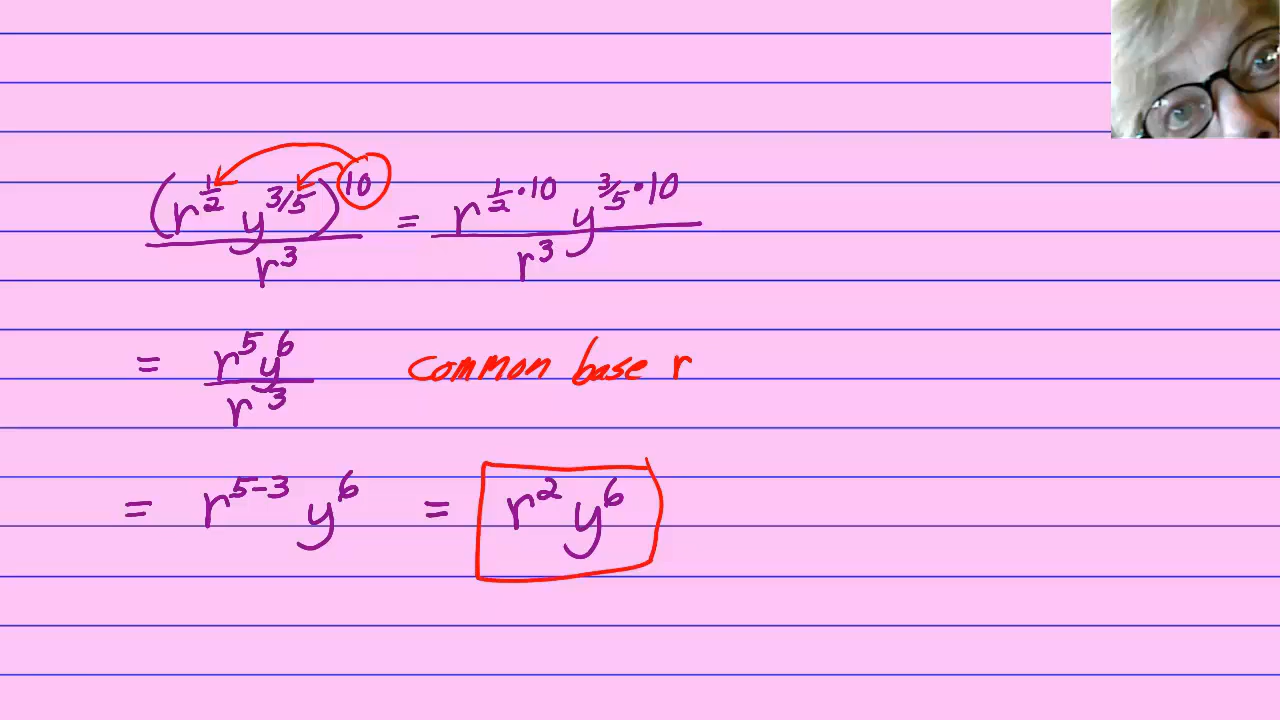 (r^{1/2} y^{3/5})^{10} / r^3 = r^{1/2 · 10} y^{3/5 · 10} / r^3
= r^5 y^6 / r^3 common base r
= r^{5-3} y^6 = r^2 y^6